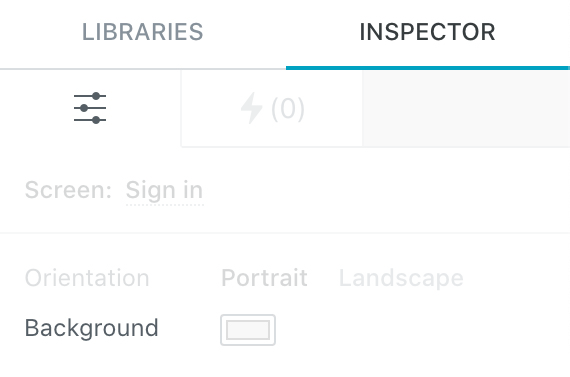 LIBRARIES INSPECTOR
(0)
Screen: Sign in
Orientation Portrait Landscape
Background